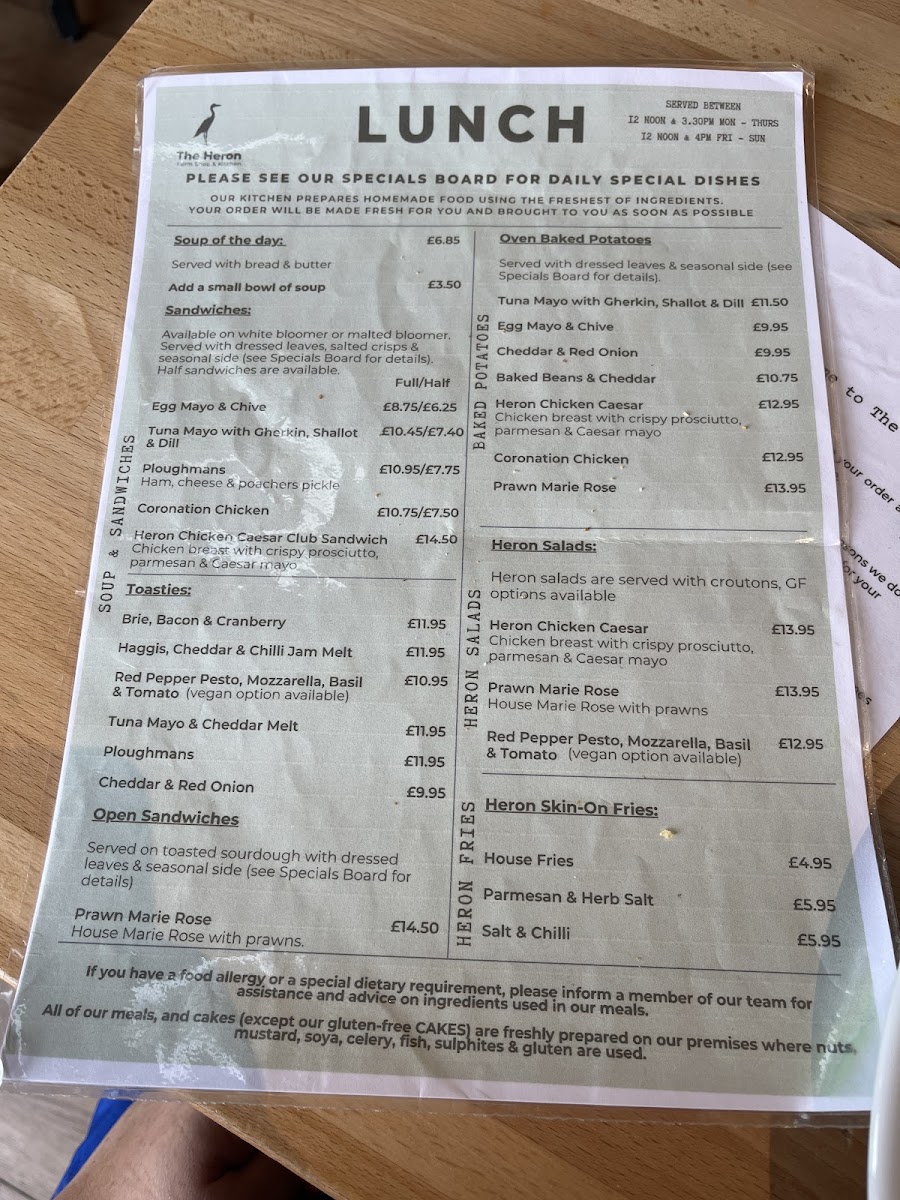 The Heron
Farm Shop & Kitchen
LUNCH
SERVED BETWEEN
12 NOON & 3.30PM MON - THURS
12 NOON & 4PM FRI - SUN
PLEASE SEE OUR SPECIALS BOARD FOR DAILY SPECIAL DISHES
OUR KITCHEN PREPARES HOMEMADE FOOD USING THE FRESHEST OF INGREDIENTS.
YOUR ORDER WILL BE MADE FRESH FOR YOU AND BROUGHT TO YOU AS SOON AS POSSIBLE
SOUP & SANDWICHES
Soup of the day: £6.85
Served with bread & butter
Add a small bowl of soup £3.50
Sandwiches:
Available on white bloomer or malted bloomer.
Served with dressed leaves, salted crisps &
seasonal side (see Specials Board for details).
Half sandwiches are available.
Full/Half
Egg Mayo & Chive £8.75/£6.25
Tuna Mayo with Gherkin, Shallot £10.45/£7.40
& Dill
Ploughmans £10.95/£7.75
Ham, cheese & poachers pickle
Coronation Chicken £10.75/£7.50
Heron Chicken Caesar Club Sandwich £14.50
Chicken breast with crispy prosciutto,
parmesan & Caesar mayo
Toasties:
Brie, Bacon & Cranberry £11.95
Haggis, Cheddar & Chilli Jam Melt £11.95
Red Pepper Pesto, Mozzarella, Basil £10.95
& Tomato (vegan option available)
Tuna Mayo & Cheddar Melt £11.95
Ploughmans £11.95
Cheddar & Red Onion £9.95
Open Sandwiches
Served on toasted sourdough with dressed
leaves & seasonal side (see Specials Board for
details)
Prawn Marie Rose £14.50
House Marie Rose with prawns.
BAKED POTATOES
Oven Baked Potatoes
Served with dressed leaves & seasonal side (see
Specials Board for details).
Tuna Mayo with Gherkin, Shallot & Dill £11.50
Egg Mayo & Chive £9.95
Cheddar & Red Onion £9.95
Baked Beans & Cheddar £10.75
Heron Chicken Caesar £12.95
Chicken breast with crispy prosciutto,
parmesan & Caesar mayo
Coronation Chicken £12.95
Prawn Marie Rose £13.95
HERON SALADS
Heron Salads:
Heron salads are served with croutons, GF
options available
Heron Chicken Caesar £13.95
Chicken breast with crispy prosciutto,
parmesan & Caesar mayo
Prawn Marie Rose £13.95
House Marie Rose with prawns
Red Pepper Pesto, Mozzarella, Basil £12.95
& Tomato (vegan option available)
HERON FRIES
Heron Skin-On Fries:
House Fries £4.95
Parmesan & Herb Salt £5.95
Salt & Chilli £5.95
If you have a food allergy or a special dietary requirement, please inform a member of our team for
assistance and advice on ingredients used in our meals.
All of our meals, and cakes (except our gluten-free CAKES) are freshly prepared on our premises where nuts,
mustard, soya, celery, fish, sulphites & gluten are used.
to The
your order
we do
for your